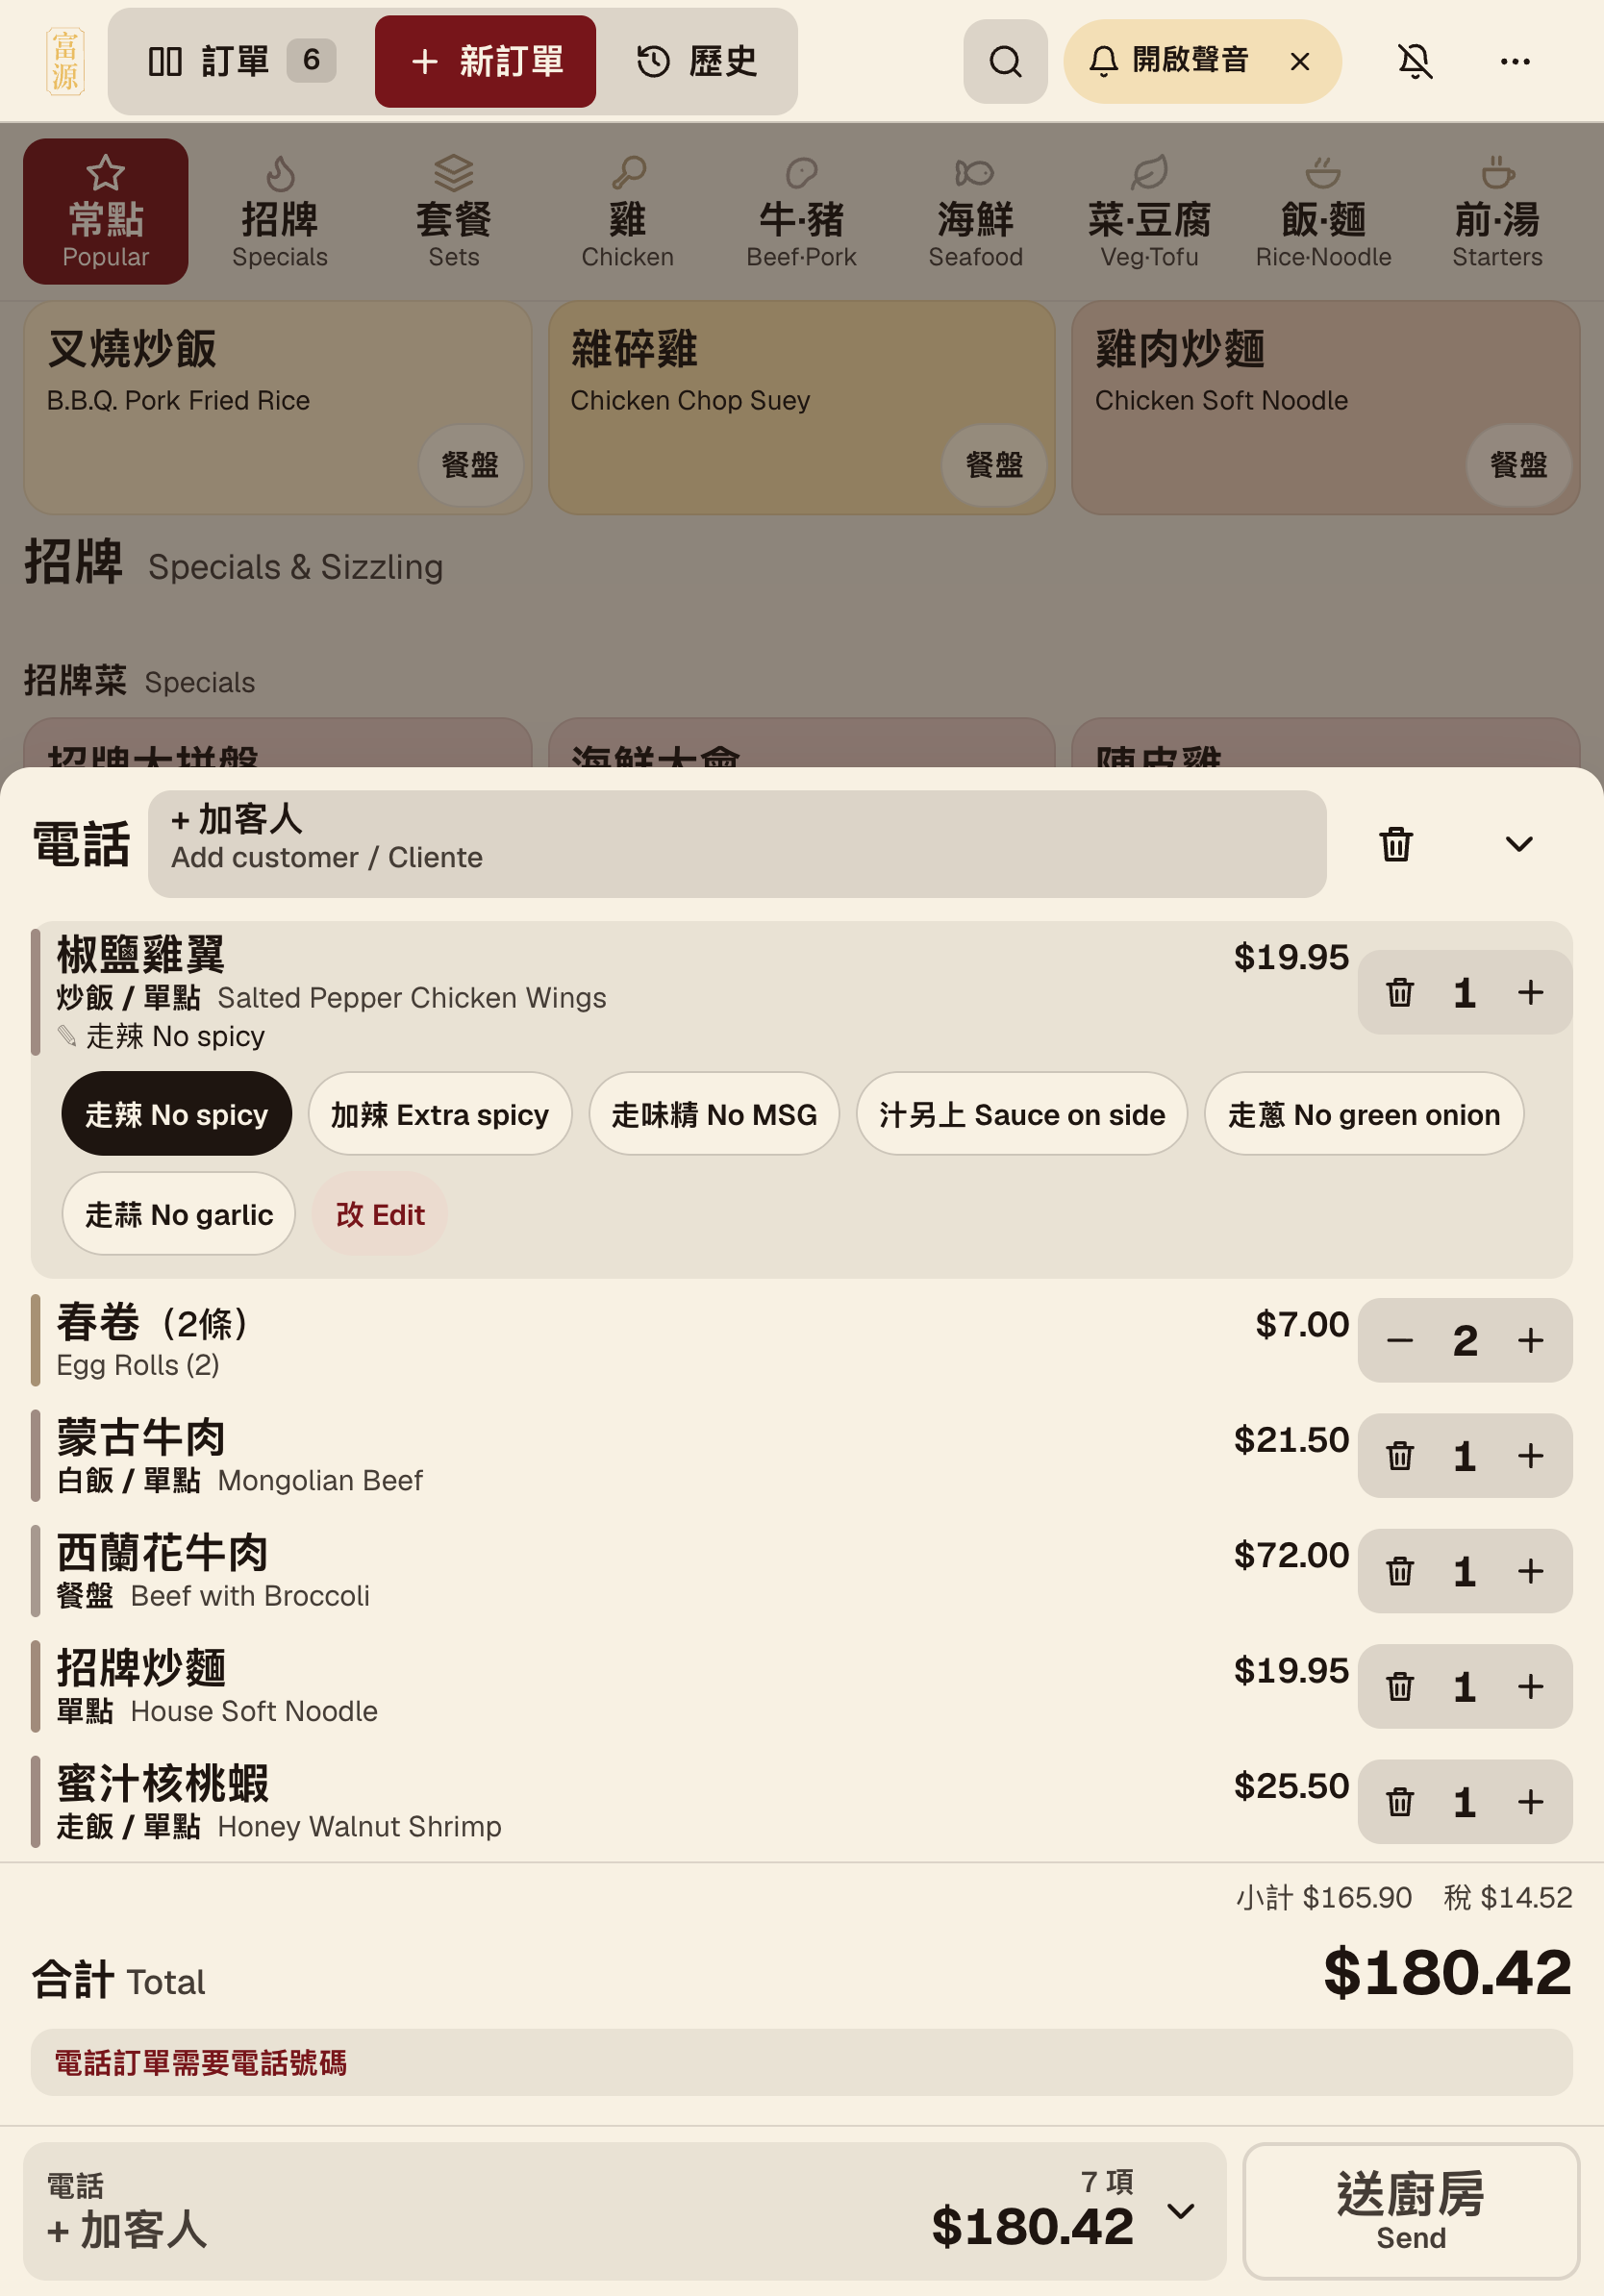 富源
訂單 6
新訂單
歷史
開啟聲音
常點
Popular
招牌
Specials
套餐
Sets
雞
Chicken
牛·豬
Beef·Pork
海鮮
Seafood
菜·豆腐
Veg·Tofu
飯·麵
Rice·Noodle
前·湯
Starters
叉燒炒飯
B.B.Q. Pork Fried Rice
餐盤
雜碎雞
Chicken Chop Suey
餐盤
雞肉炒麵
Chicken Soft Noodle
餐盤
招牌 Specials & Sizzling
招牌菜 Specials
招牌大拼盤
海鮮大會
陳皮雞
電話
+ 加客人
Add customer / Cliente
椒鹽雞翼
$19.95
1
炒飯 / 單點 Salted Pepper Chicken Wings
走辣 No spicy
走辣 No spicy
加辣 Extra spicy
走味精 No MSG
汁另上 Sauce on side
走蔥 No green onion
走蒜 No garlic
改 Edit
春卷（2條）
Egg Rolls (2)
$7.00
2
蒙古牛肉
白飯 / 單點 Mongolian Beef
$21.50
1
西蘭花牛肉
餐盤 Beef with Broccoli
$72.00
1
招牌炒麵
單點 House Soft Noodle
$19.95
1
蜜汁核桃蝦
走飯 / 單點 Honey Walnut Shrimp
$25.50
1
小計 $165.90 稅 $14.52
合計 Total
$180.42
電話訂單需要電話號碼
電話
+ 加客人
7 項
$180.42
送廚房
Send